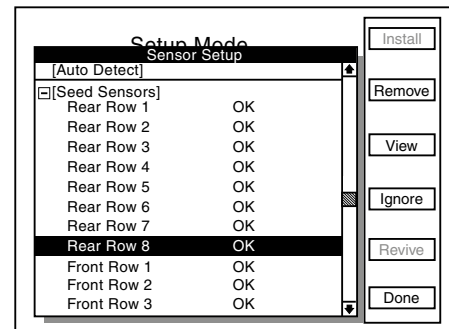 Setup Mode
Sensor Setup
[Auto Detect]
[Seed Sensors]
Rear Row 1 OK
Rear Row 2 OK
Rear Row 3 OK
Rear Row 4 OK
Rear Row 5 OK
Rear Row 6 OK
Rear Row 7 OK
Rear Row 8 OK
Front Row 1 OK
Front Row 2 OK
Front Row 3 OK
Install
Remove
View
Ignore
Revive
Done